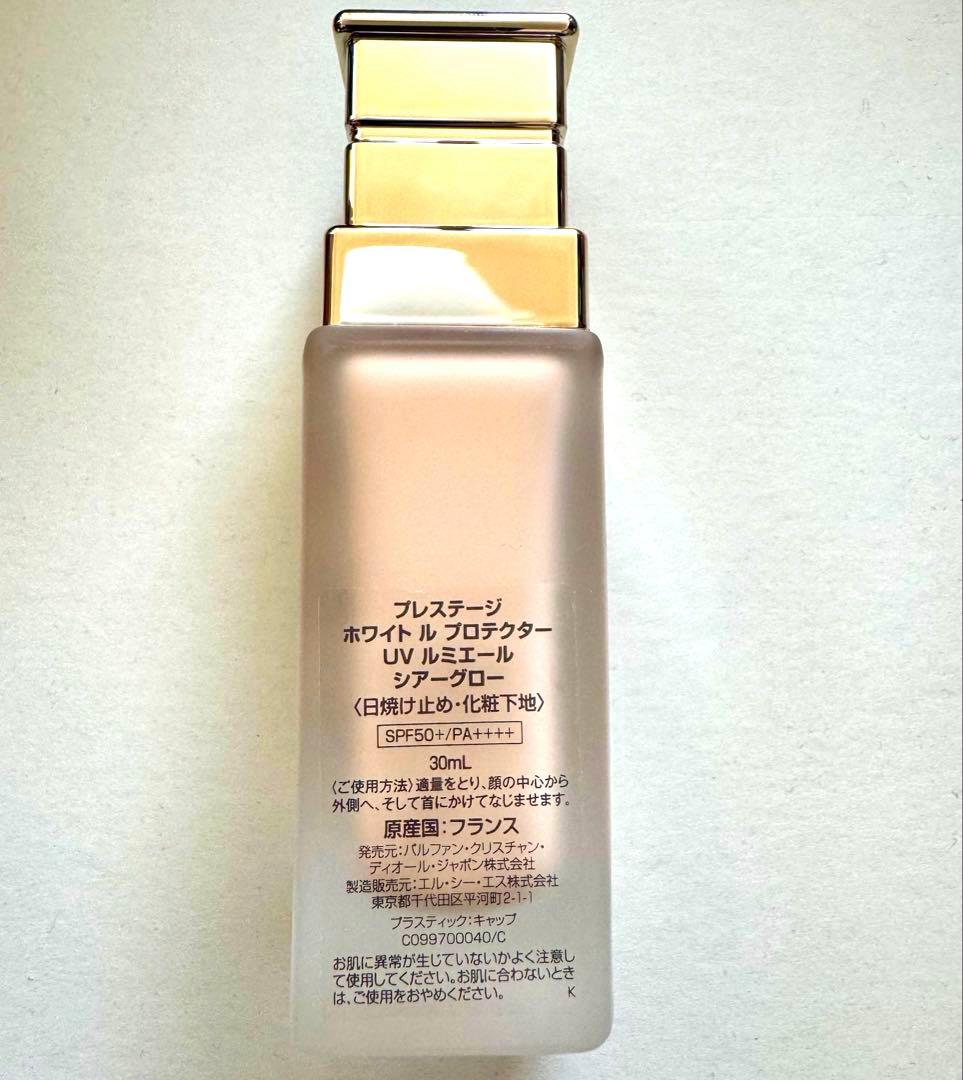 プレステージ
ホワイト ル プロテクター
UV ルミエール
シアーグロー
〈日焼け止め・化粧下地〉
SPF50+/PA++++
30mL
〈ご使用方法〉適量をとり、顔の中心から
外側へ、そして首にかけてなじませます。
原産国：フランス
発売元：パルファン・クリスチャン・
ディオール・ジャポン株式会社
製造販売元：エル・シー・エス株式会社
東京都千代田区平河町2-1-1
プラスティック：キャップ
C099700040/C
お肌に異常が生じていないかよく注意し
て使用してください。お肌に合わないとき
は、ご使用をおやめください。 K